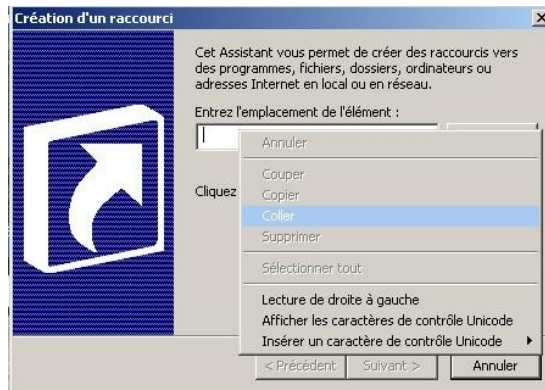 Création d'un raccourci
Cet Assistant vous permet de créer des raccourcis vers
des programmes, fichiers, dossiers, ordinateurs ou
adresses Internet en local ou en réseau.
Entrez l'emplacement de l'élément :
Annuler
Couper
Cliquez
Copier
Coller
Supprimer
Sélectionner tout
Lecture de droite à gauche
Afficher les caractères de contrôle Unicode
Insérer un caractère de contrôle Unicode
< Précédent Suivant > Annuler